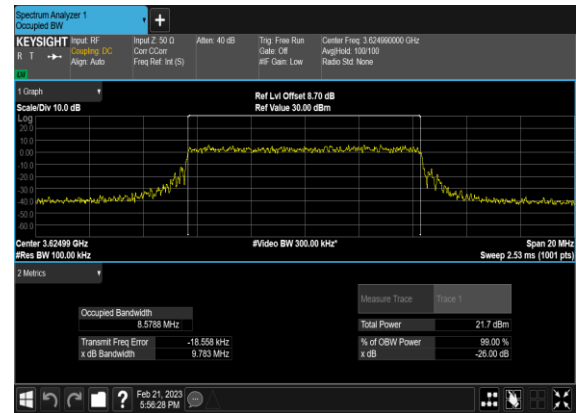 Spectrum Analyzer 1
Occupied BW
+
KEYSIGHT
R T
LV
Input: RF
Coupling: DC
Align: Auto
Input Z: 50 Ω
Corr CCorr
Freq Ref: Int (S)
Atten: 40 dB
Trig: Free Run
Gate: Off
#IF Gain: Low
Center Freq: 3.624990000 GHz
Avg|Hold: 100/100
Radio Std: None
1 Graph
Scale/Div 10.0 dB
Ref Lvl Offset 8.70 dB
Ref Value 30.00 dBm
Log
20.0
10.0
0.00
-10.0
-20.0
-30.0
-40.0
-50.0
-60.0
Center 3.62499 GHz
#Res BW 100.00 kHz
#Video BW 300.00 kHz*
Span 20 MHz
Sweep 2.53 ms (1001 pts)
2 Metrics
Measure Trace Trace 1
Occupied Bandwidth
8.5788 MHz
Total Power 21.7 dBm
Transmit Freq Error -18.558 kHz
x dB Bandwidth 9.783 MHz
% of OBW Power 99.00 %
x dB -26.00 dB
?
Feb 21, 2023
5:56:28 PM